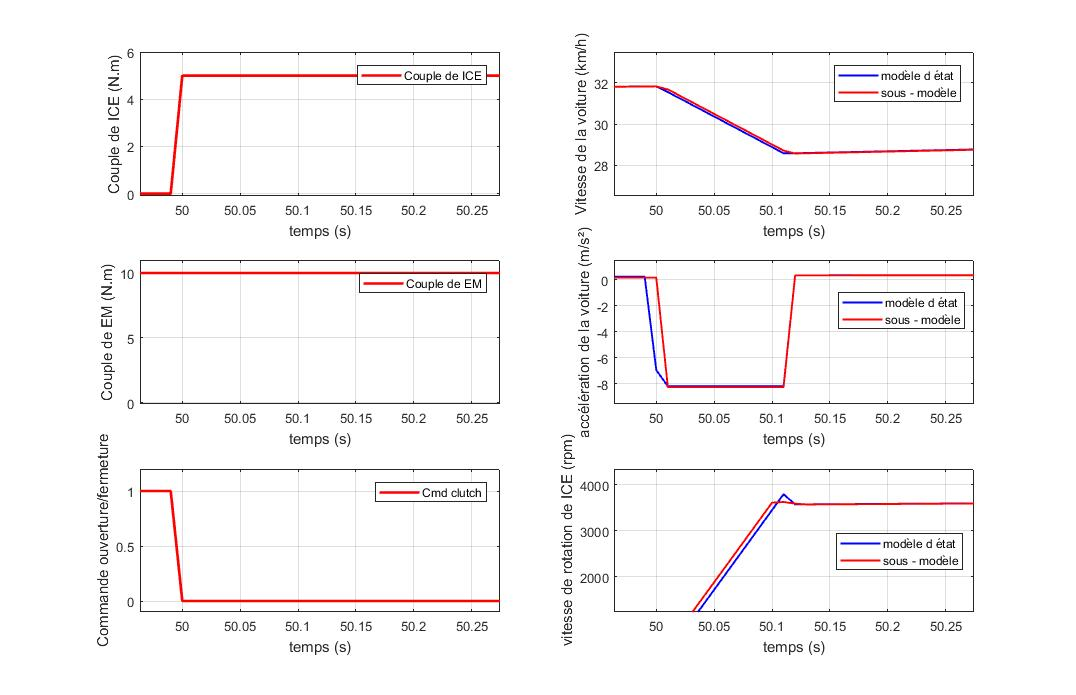 Couple de ICE (N.m)
6
4
2
0
Couple de ICE
50
50.05
50.1
50.15
50.2
50.25
temps (s)
Vitesse de la voiture (km/h)
32
30
28
modèle d état
sous - modèle
50
50.05
50.1
50.15
50.2
50.25
temps (s)
Couple de EM (N.m)
10
5
0
Couple de EM
50
50.05
50.1
50.15
50.2
50.25
temps (s)
accélération de la voiture (m/s²)
0
-2
-4
-6
-8
modèle d état
sous - modèle
50
50.05
50.1
50.15
50.2
50.25
temps (s)
Commande ouverture/fermeture
1
0.5
0
Cmd clutch
50
50.05
50.1
50.15
50.2
50.25
temps (s)
vitesse de rotation de ICE (rpm)
4000
3000
2000
modèle d état
sous - modèle
50
50.05
50.1
50.15
50.2
50.25
temps (s)